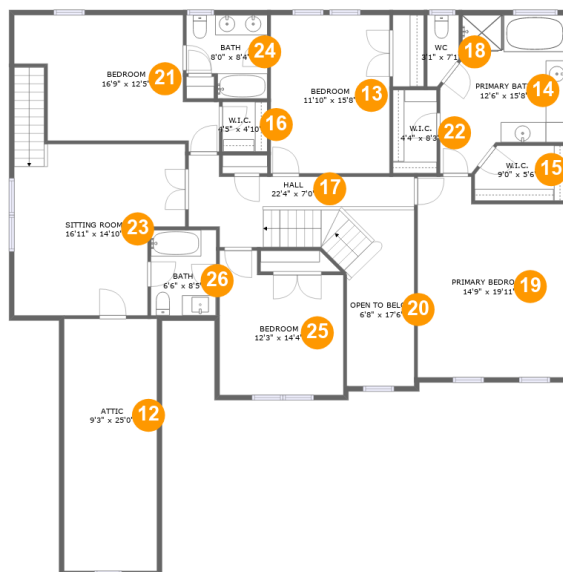 BATH
8'0" x 8'4"
24
WC
3'1" x 7'1
18
BEDROOM
16'9" x 12'5
21
BEDROOM
11'10" x 15'8
13
PRIMARY BAT
12'6" x 15'8
14
W.I.C.
4'5" x 4'10
16
W.I.C.
4'4" x 8'3
22
W.I.C.
9'0" x 5'6
15
HALL
22'4" x 7'0
17
SITTING ROOM
16'11" x 14'10
23
BATH
6'6" x 8'5
26
PRIMARY BEDRO
14'9" x 19'11
19
OPEN TO BEL
6'8" x 17'6
20
BEDROOM
12'3" x 14'4
25
ATTIC
9'3" x 25'0
12